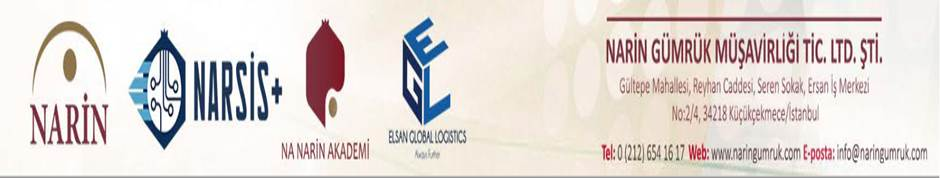 NARİN
NARSİS+
NA NARİN AKADEMİ
EGL
ELSAN GLOBAL LOGISTICS
Always Further
NARİN GÜMRÜK MÜŞAVİRLİĞİ TİC. LTD. ŞTİ.
Gültepe Mahallesi, Reyhan Caddesi, Seren Sokak, Ersan İş Merkezi
No:2/4, 34218 Küçükçekmece/İstanbul
Tel: 0 (212) 654 16 17 Web: www.naringumruk.com E-posta: info@naringumruk.com